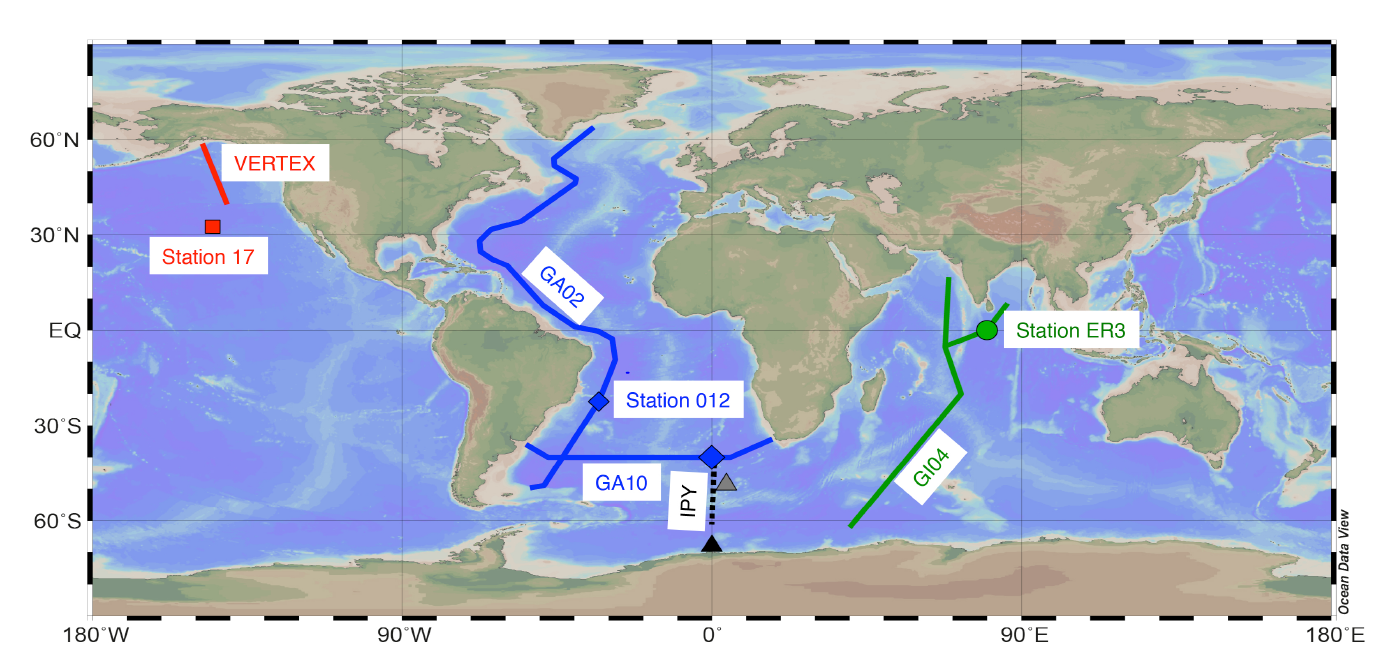 60°N
VERTEX
30°N
Station 17
GA02
EQ
Station ER3
Station 012
30°S
GA10
IPY
GI04
60°S
Ocean Data View
180°W
90°W
0°
90°E
180°E